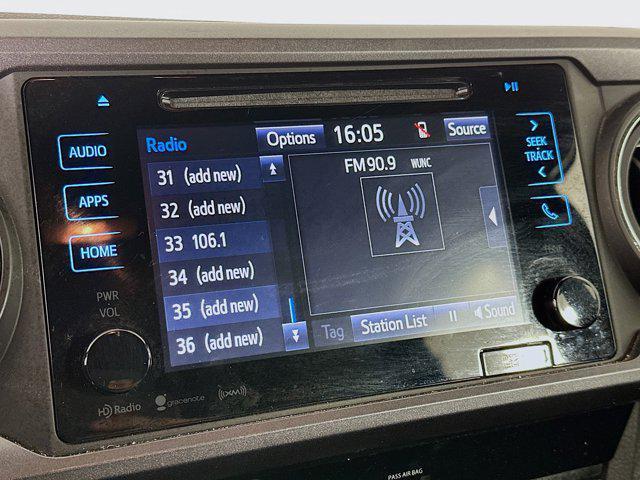 Radio
Options
16:05
Source
AUDIO
APPS
HOME
PWR
VOL
31 (add new)
32 (add new)
33 106.1
34 (add new)
35 (add new)
36 (add new)
FM90.9 WUNC
Tag
Station List
Sound
SEEK
TRACK
HD Radio
gracenote
((XM))
PASS AIR BAG